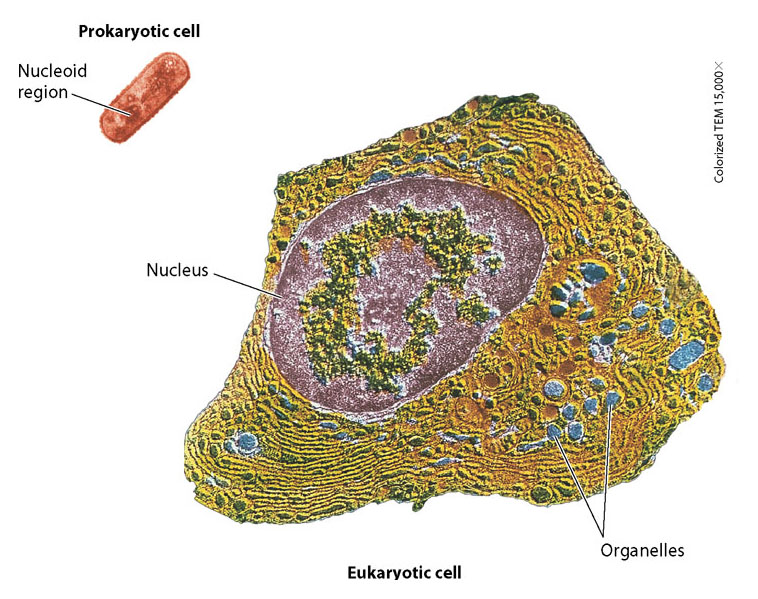 Prokaryotic cell
Nucleoid
region
Colorized TEM 15,000×
Nucleus
Organelles
Eukaryotic cell